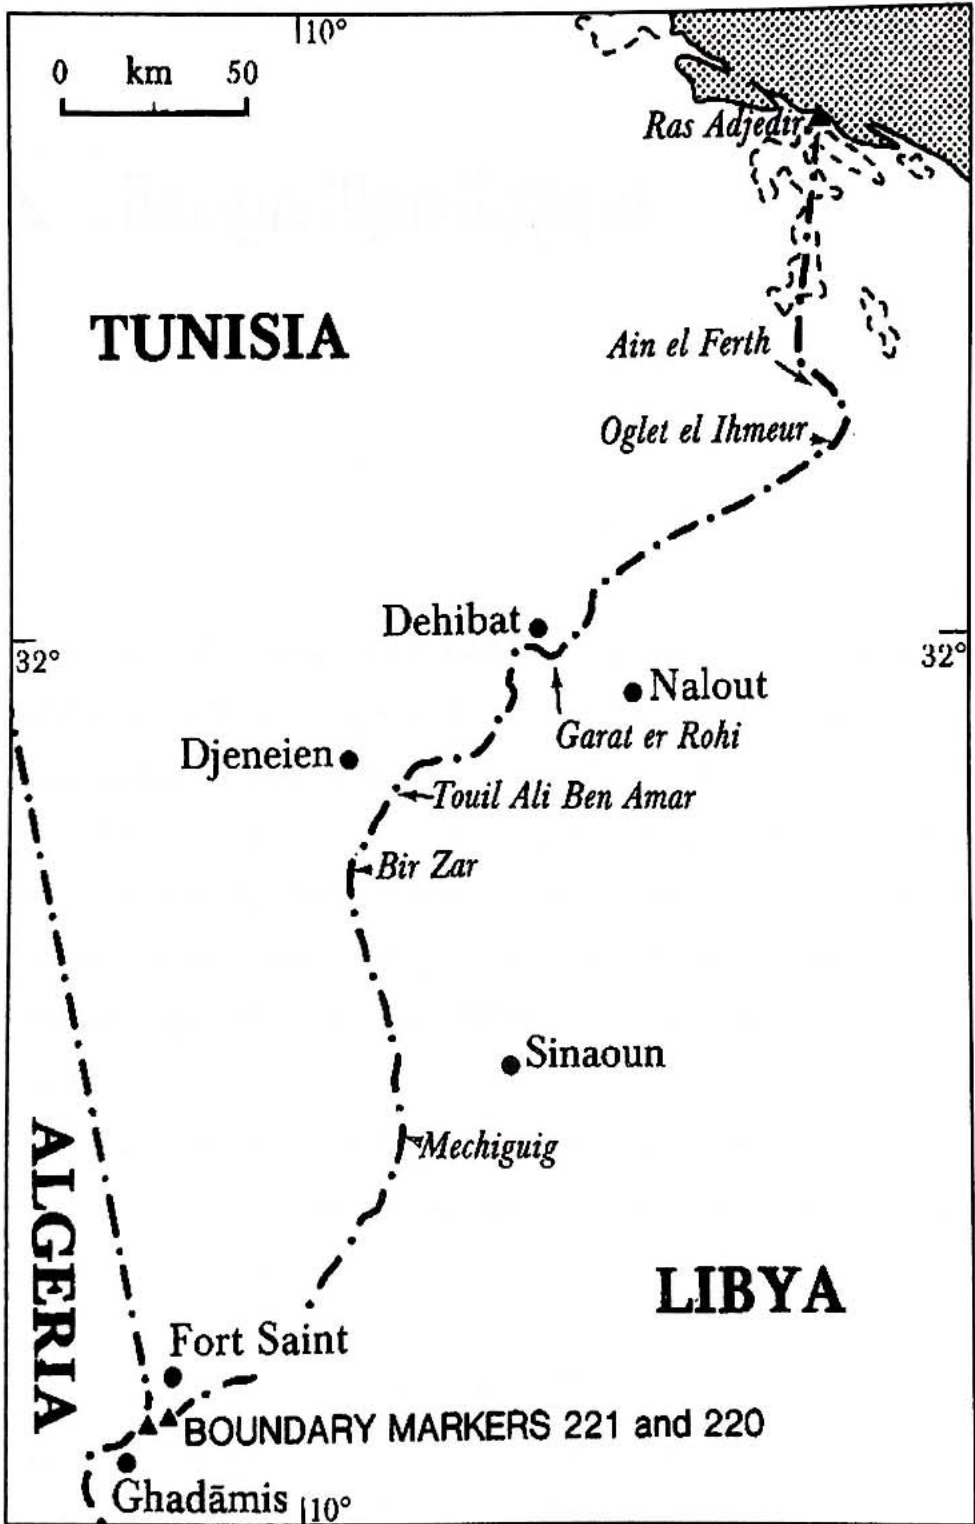 10°
0 km 50
Ras Adjedir
TUNISIA
Ain el Ferth
Oglet el Ihmeur
Dehibat
32°
32°
Nalout
Garat er Rohi
Djeneien
Touil Ali Ben Amar
Bir Zar
Sinaoun
Mechiguig
ALGERIA
LIBYA
Fort Saint
BOUNDARY MARKERS 221 and 220
Ghadāmis
10°